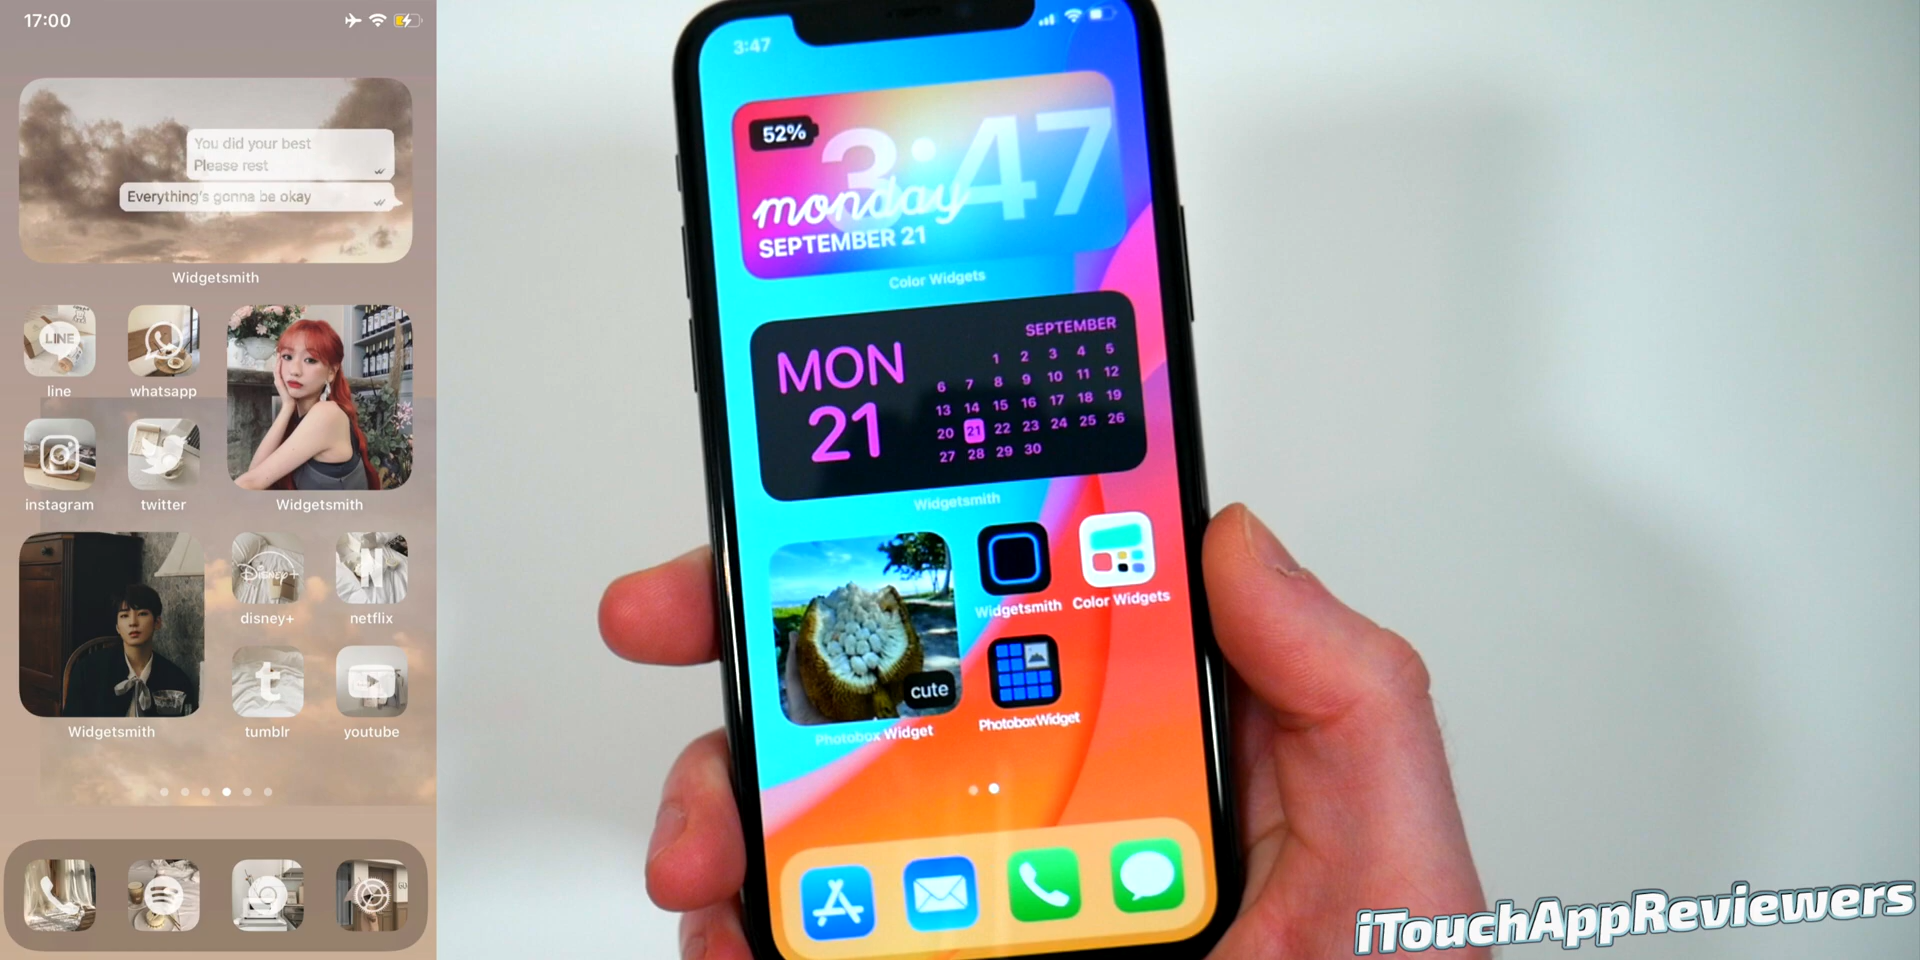 17:00
You did your best
Please rest
Everything's gonna be okay
Widgetsmith
LINE
line
whatsapp
instagram
twitter
Widgetsmith
Disney+
N
disney+
netflix
t
Widgetsmith
tumblr
youtube
3:47
52%
3:47
monday
SEPTEMBER 21
Color Widgets
MON
21
SEPTEMBER
1 2 3 4 5
6 7 8 9 10 11 12
13 14 15 16 17 18 19
20 21 22 23 24 25 26
27 28 29 30
Widgetsmith
cute
Photobox Widget
Widgetsmith
Color Widgets
PhotoboxWidget
iTouchAppReviewers